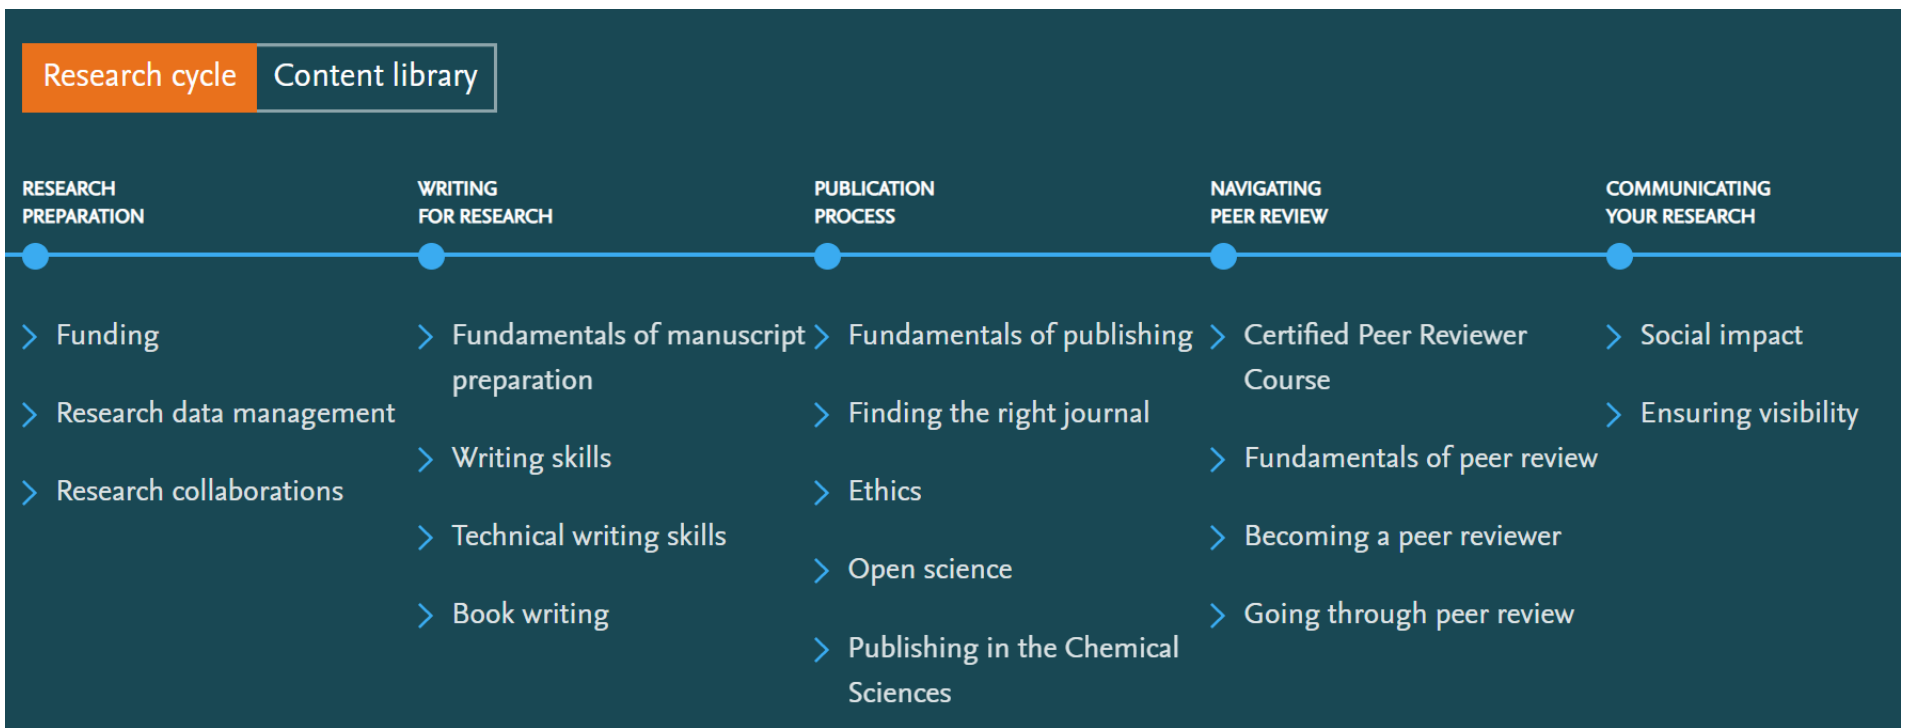 Research cycle
Content library
RESEARCH
PREPARATION
Funding
Research data management
Research collaborations
WRITING
FOR RESEARCH
Fundamentals of manuscript
preparation
Writing skills
Technical writing skills
Book writing
PUBLICATION
PROCESS
Fundamentals of publishing
Finding the right journal
Ethics
Open science
Publishing in the Chemical
Sciences
NAVIGATING
PEER REVIEW
Certified Peer Reviewer
Course
Fundamentals of peer review
Becoming a peer reviewer
Going through peer review
COMMUNICATING
YOUR RESEARCH
Social impact
Ensuring visibility